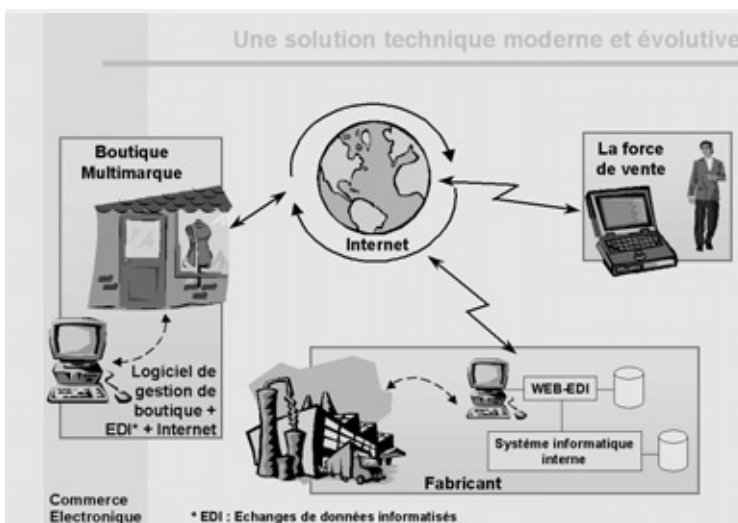 Une solution technique moderne et évolutive
Boutique
Multimarque
Internet
La force
de vente
Logiciel de
gestion de
boutique +
EDI* + Internet
WEB-EDI
Système informatique
interne
Fabricant
Commerce
Electronique
* EDI : Echanges de données informatisés